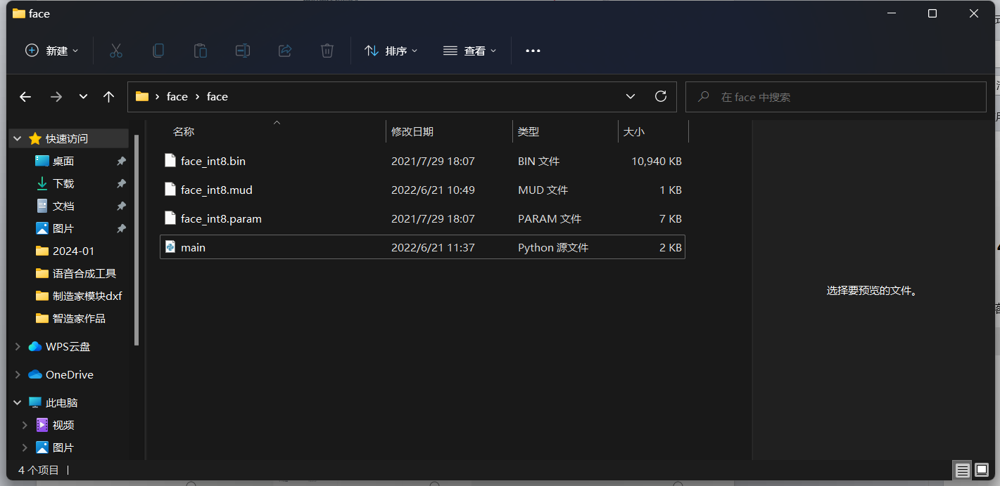 face
新建
排序
查看
face › face
在 face 中搜索
名称 修改日期 类型 大小
face_int8.bin 2021/7/29 18:07 BIN 文件 10,940 KB
face_int8.mud 2022/6/21 10:49 MUD 文件 1 KB
face_int8.param 2021/7/29 18:07 PARAM 文件 7 KB
main 2022/6/21 11:37 Python 源文件 2 KB
快速访问
桌面
下载
文档
图片
2024-01
语音合成工具
制造家模块dxf
智造家作品
WPS云盘
OneDrive
此电脑
视频
图片
选择要预览的文件。
4 个项目